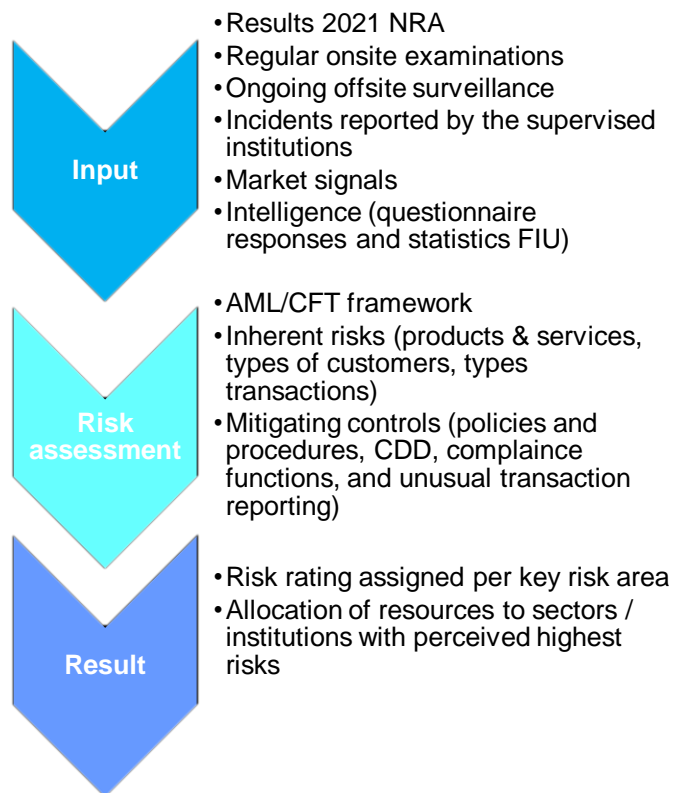 •Results 2021 NRA
•Regular onsite examinations
•Ongoing offsite surveillance
•Incidents reported by the supervised
institutions
•Market signals
•Intelligence (questionnaire
responses and statistics FIU)
Input
•AML/CFT framework
•Inherent risks (products & services,
types of customers, types
transactions)
•Mitigating controls (policies and
procedures, CDD, complaince
functions, and unusual transaction
reporting)
Risk
assessment
•Risk rating assigned per key risk area
•Allocation of resources to sectors /
institutions with perceived highest
risks
Result